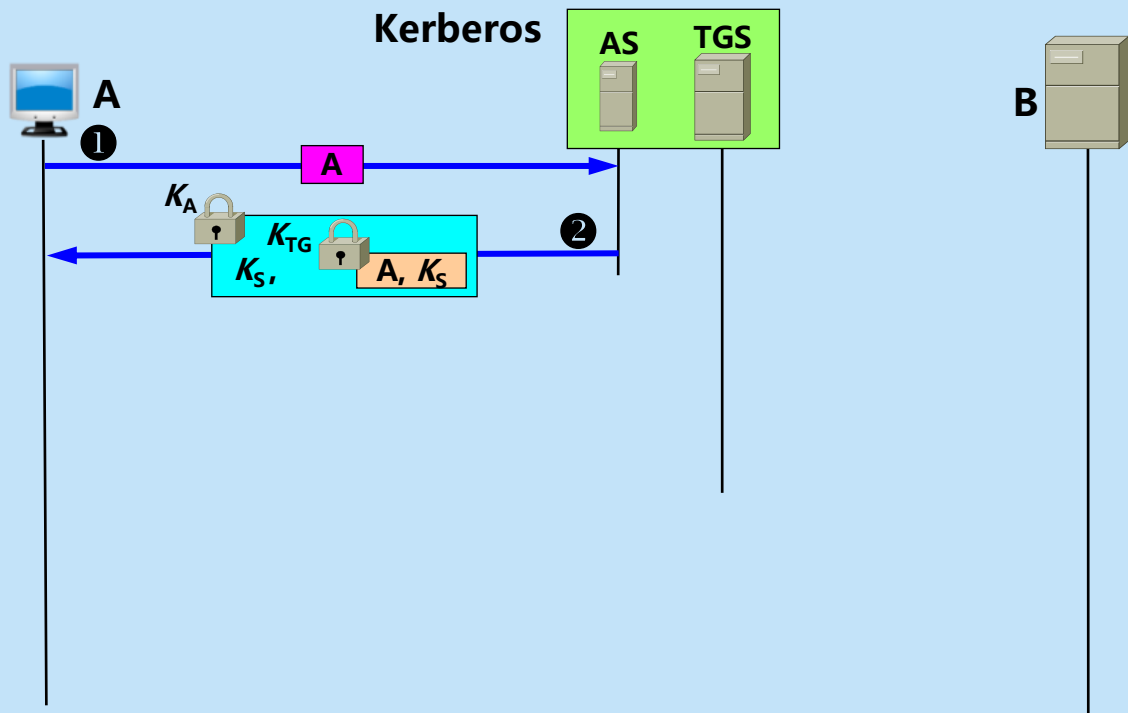 Kerberos
AS TGS
A
B
❶
A
K_A
❷
K_TG
K_S, A, K_S